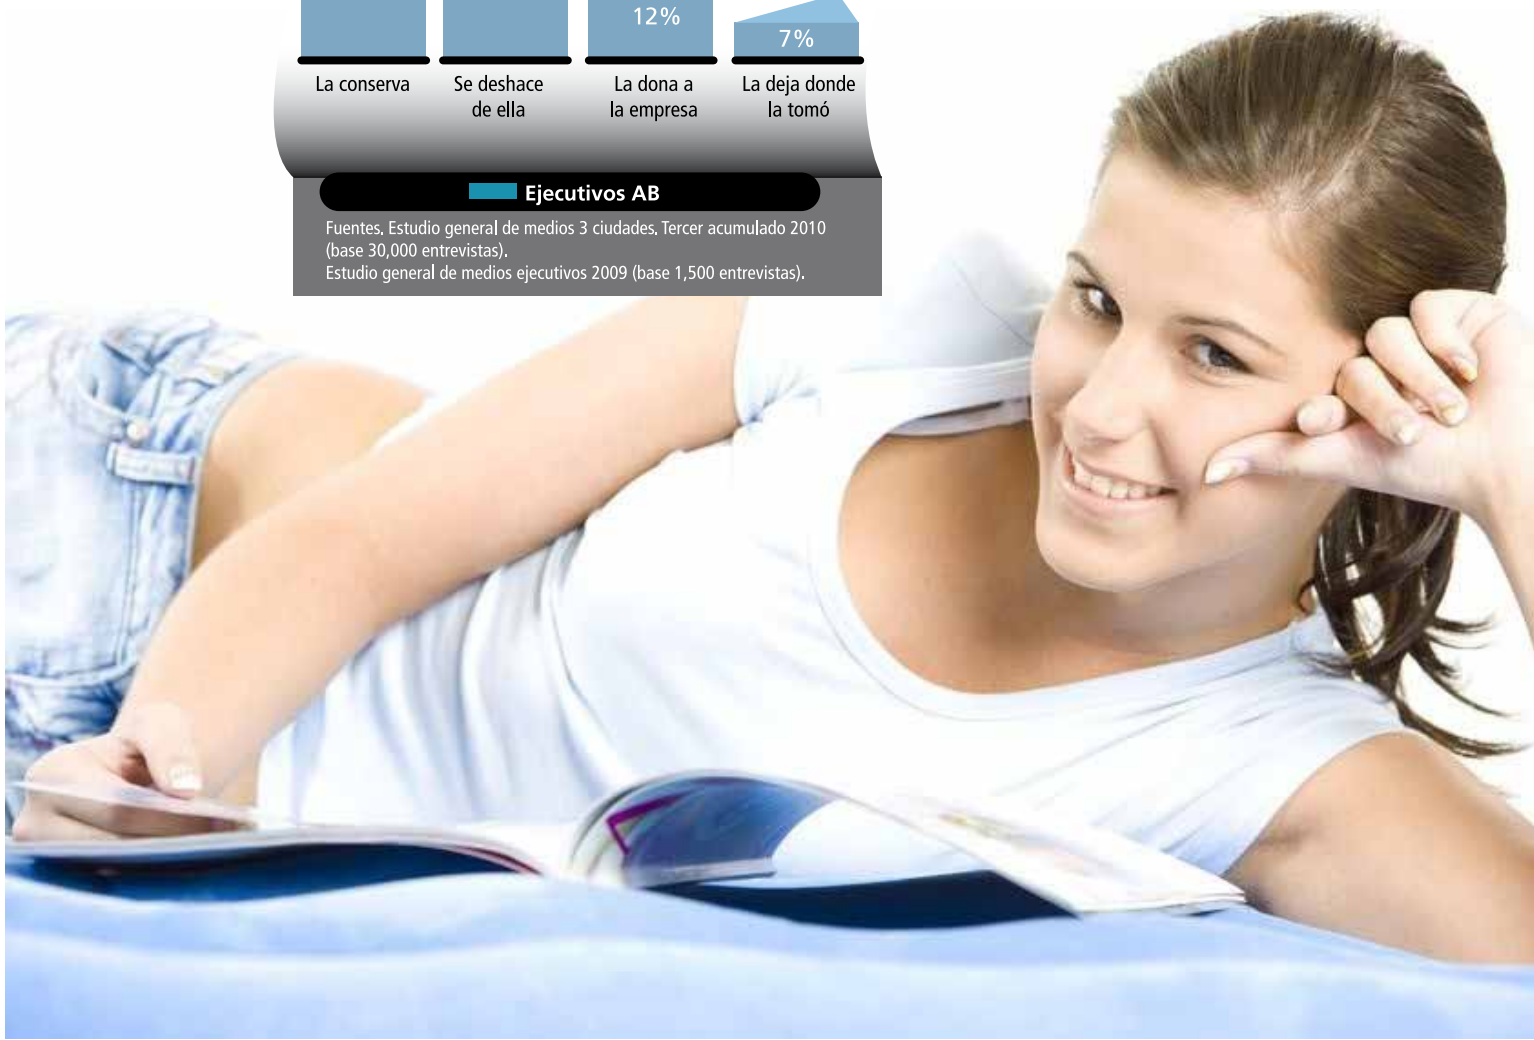 12%
7%
La conserva
Se deshace
de ella
La dona a
la empresa
La deja donde
la tomó
Ejecutivos AB
Fuentes. Estudio general de medios 3 ciudades. Tercer acumulado 2010
(base 30,000 entrevistas).
Estudio general de medios ejecutivos 2009 (base 1,500 entrevistas).